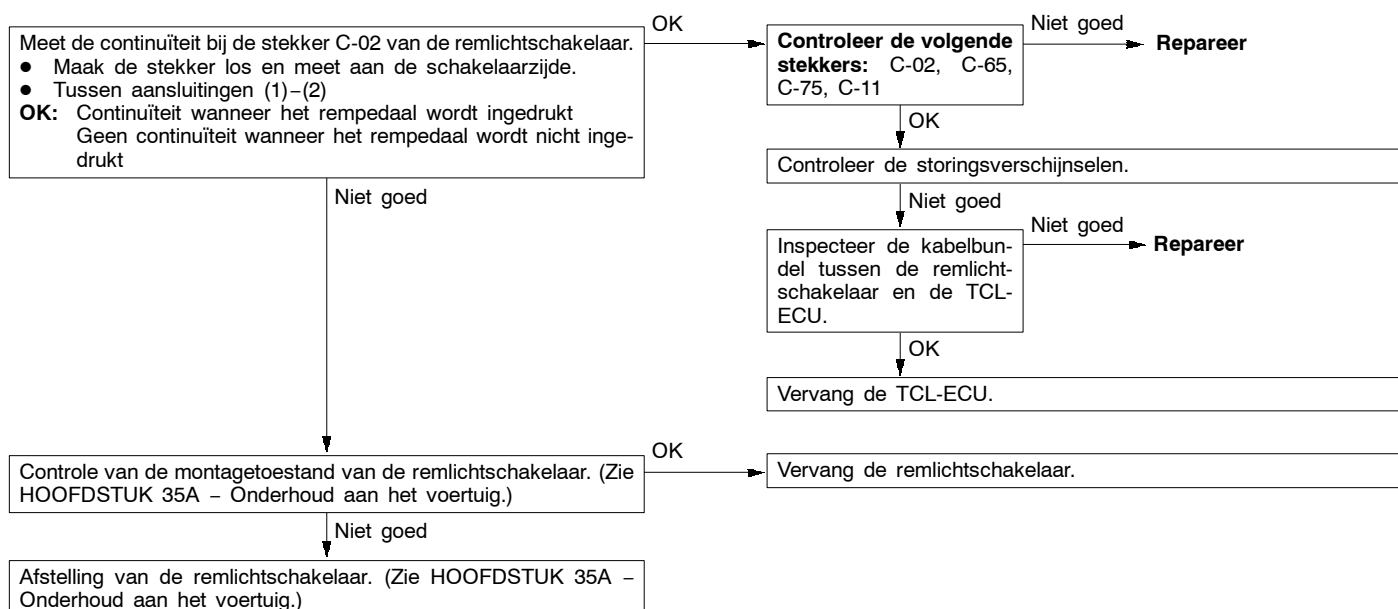 Meet de continuïteit bij de stekker C-02 van de remlichtschakelaar.
● Maak de stekker los en meet aan de schakelaarzijde.
● Tussen aansluitingen (1)–(2)
OK: Continuïteit wanneer het rempedaal wordt ingedrukt
Geen continuïteit wanneer het rempedaal wordt niet inge-
drukt
OK
Controleer de volgende
stekkers: C-02, C-65,
C-75, C-11
Niet goed
Repareer
OK
Controleer de storingsverschijnselen.
Niet goed
Niet goed
Inspecteer de kabelbun-
del tussen de remlicht-
schakelaar en de TCL-
ECU.
Niet goed
Repareer
OK
Vervang de TCL-ECU.
Controle van de montagetoestand van de remlichtschakelaar. (Zie
HOOFDSTUK 35A – Onderhoud aan het voertuig.)
OK
Vervang de remlichtschakelaar.
Niet goed
Afstelling van de remlichtschakelaar. (Zie HOOFDSTUK 35A –
Onderhoud aan het voertuig.)